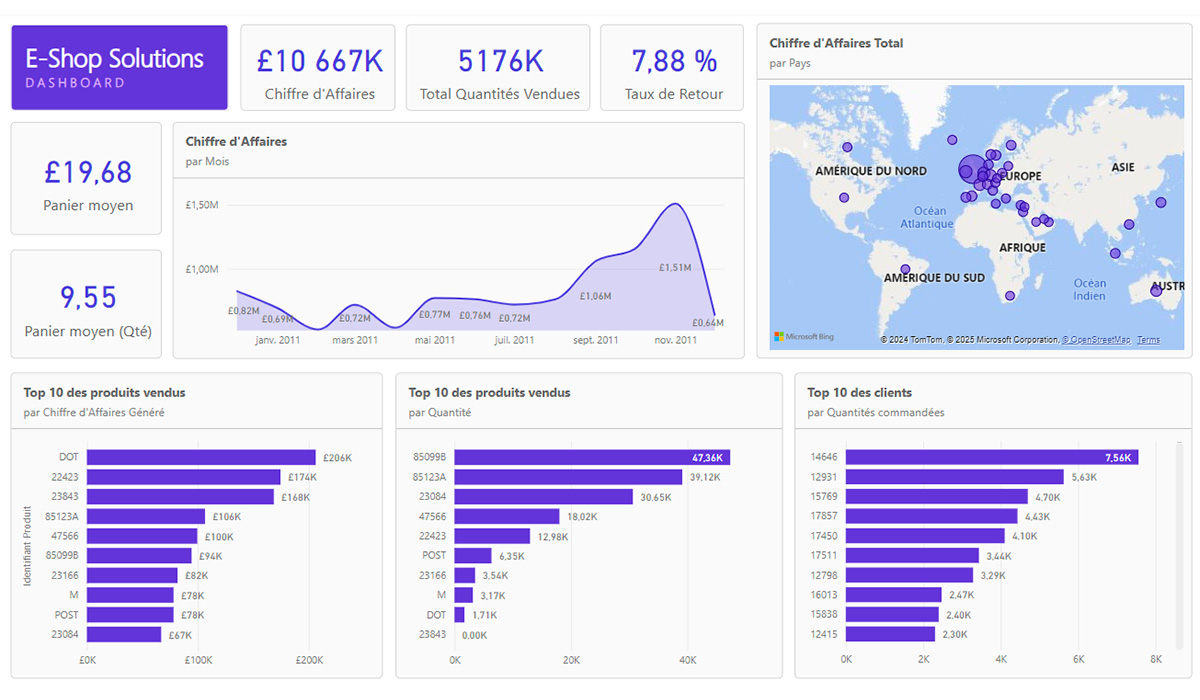 E-Shop Solutions
DASHBOARD
£10 667K
Chiffre d'Affaires
5176K
Total Quantités Vendues
7,88 %
Taux de Retour
Chiffre d'Affaires Total
par Pays
AMÉRIQUE DU NORD
EUROPE
ASIE
Océan
Atlantique
AFRIQUE
AMÉRIQUE DU SUD
Océan
Indien
AUSTR
Microsoft Bing
© 2024 TomTom, © 2025 Microsoft Corporation, © OpenStreetMap Terms
£19,68
Panier moyen
9,55
Panier moyen (Qté)
Chiffre d'Affaires
par Mois
£1,50M
£1,00M
£0,82M
£0,69M
£0,72M
£0,77M
£0,76M
£0,72M
£1,06M
£1,51M
£0,64M
janv. 2011
mars 2011
mai 2011
juil. 2011
sept. 2011
nov. 2011
Top 10 des produits vendus
par Chiffre d'Affaires Généré
Identifiant Produit
DOT £206K
22423 £174K
23843 £168K
85123A £106K
47566 £100K
85099B £94K
23166 £82K
M £78K
POST £78K
23084 £67K
£0K £100K £200K
Top 10 des produits vendus
par Quantité
85099B 47,36K
85123A 39,12K
23084 30,65K
47566 18,02K
22423 12,98K
POST 6,35K
23166 3,54K
M 3,17K
DOT 1,71K
23843 0,00K
0K 20K 40K
Top 10 des clients
par Quantités commandées
14646 7,56K
12931 5,63K
15769 4,70K
17857 4,43K
17450 4,10K
17511 3,44K
12798 3,29K
16013 2,47K
15838 2,40K
12415 2,30K
0K 2K 4K 6K 8K